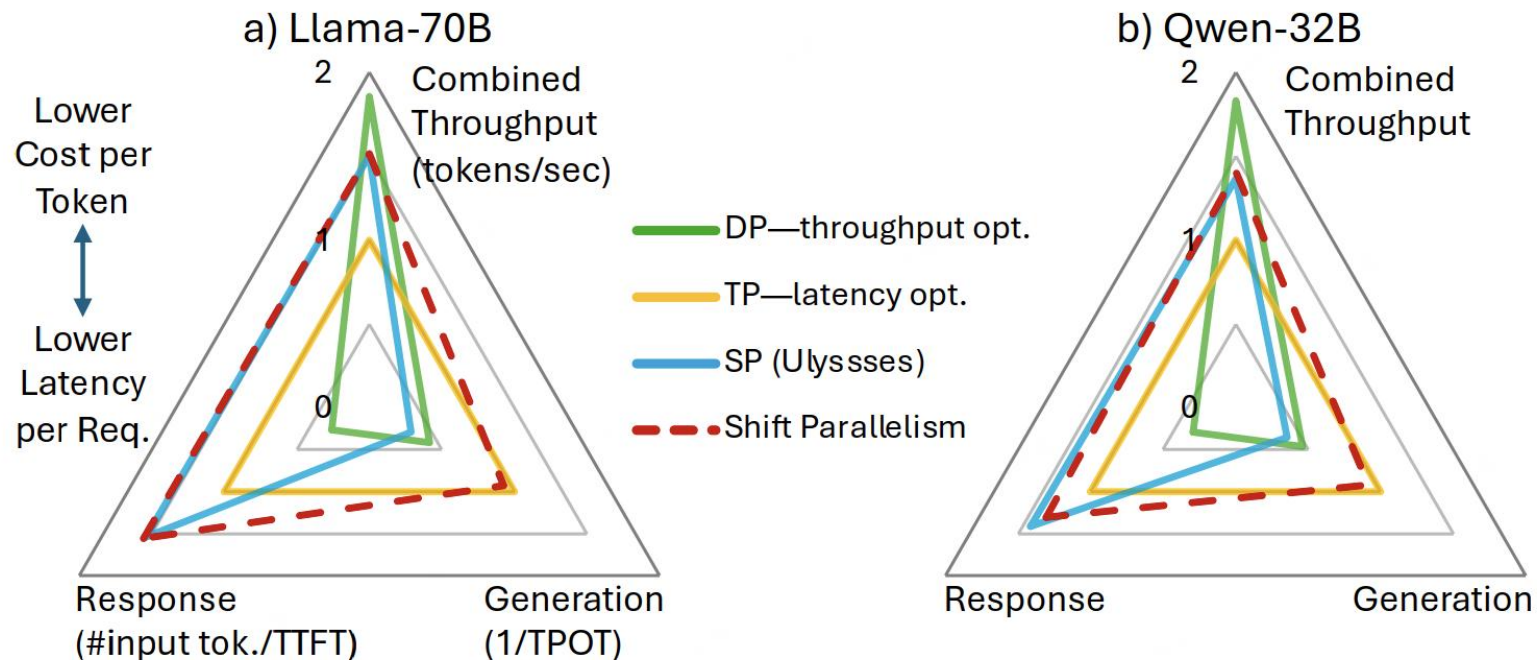 a) Llama-70B
2
Combined
Throughput
(tokens/sec)
Lower
Cost per
Token
1
Lower
Latency
per Req.
0
Response
(#input tok./TTFT)
Generation
(1/TPOT)
DP—throughput opt.
TP—latency opt.
SP (Ulyssses)
Shift Parallelism
b) Qwen-32B
2
Combined
Throughput
1
0
Response
Generation